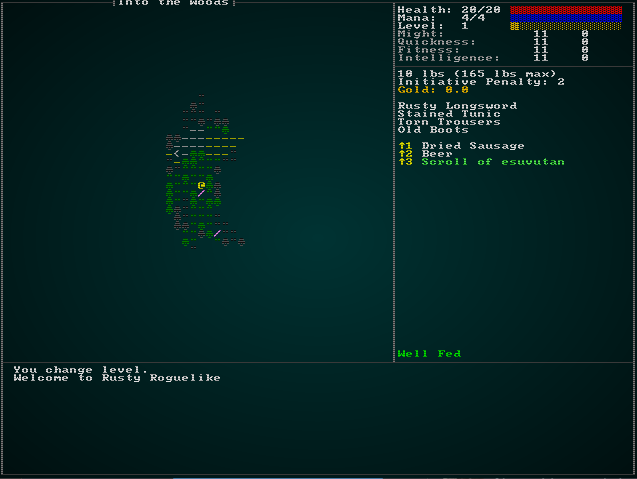 Into the Woods
Health: 20/20
Mana: 4/4
Level: 1
Might: 11 0
Quickness: 11 0
Fitness: 11 0
Intelligence: 11 0
10 lbs (165 lbs max)
Initiative Penalty: 2
Gold: 0.0
Rusty Longsword
Stained Tunic
Torn Trousers
Old Boots
↑1 Dried Sausage
↑2 Beer
↑3 Scroll of esuvutan
Well Fed
You change level.
Welcome to Rusty Roguelike